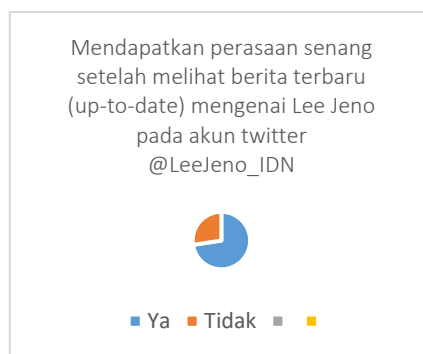 Mendapatkan perasaan senang
setelah melihat berita terbaru
(up-to-date) mengenai Lee Jeno
pada akun twitter
@LeeJeno_IDN
Ya Tidak